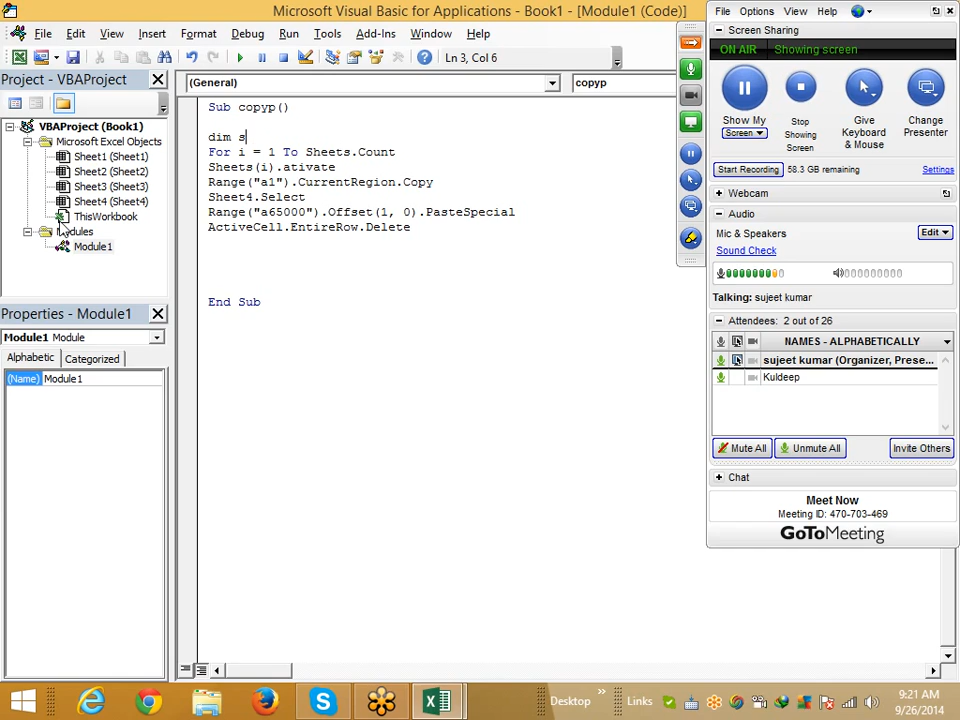 Microsoft Visual Basic for Applications - Book1 - [Module1 (Code)]
File Edit View Insert Format Debug Run Tools Add-Ins Window Help
Ln 3, Col 6
Project - VBAProject
(General)
copyp
VBAProject (Book1)
Microsoft Excel Objects
Sheet1 (Sheet1)
Sheet2 (Sheet2)
Sheet3 (Sheet3)
Sheet4 (Sheet4)
ThisWorkbook
Modules
Module1
Sub copyp()
dim s
For i = 1 To Sheets.Count
Sheets(i).ativate
Range("a1").CurrentRegion.Copy
Sheet4.Select
Range("a65000").Offset(1, 0).PasteSpecial
ActiveCell.EntireRow.Delete
End Sub
Properties - Module1
Module1 Module
Alphabetic Categorized
(Name) Module1
File Options View Help
Screen Sharing
ON AIR Showing screen
Show My
Screen
Stop
Showing
Screen
Give
Keyboard
& Mouse
Change
Presenter
Start Recording 58.3 GB remaining Settings
Webcam
Audio
Mic & Speakers
Edit
Sound Check
Talking: sujeet kumar
Attendees: 2 out of 26
NAMES - ALPHABETICALLY
sujeet kumar (Organizer, Prese...
Kuldeep
Mute All Unmute All Invite Others
Chat
Meet Now
Meeting ID: 470-703-469
GoToMeeting
Desktop
Links
9:21 AM
9/26/2014